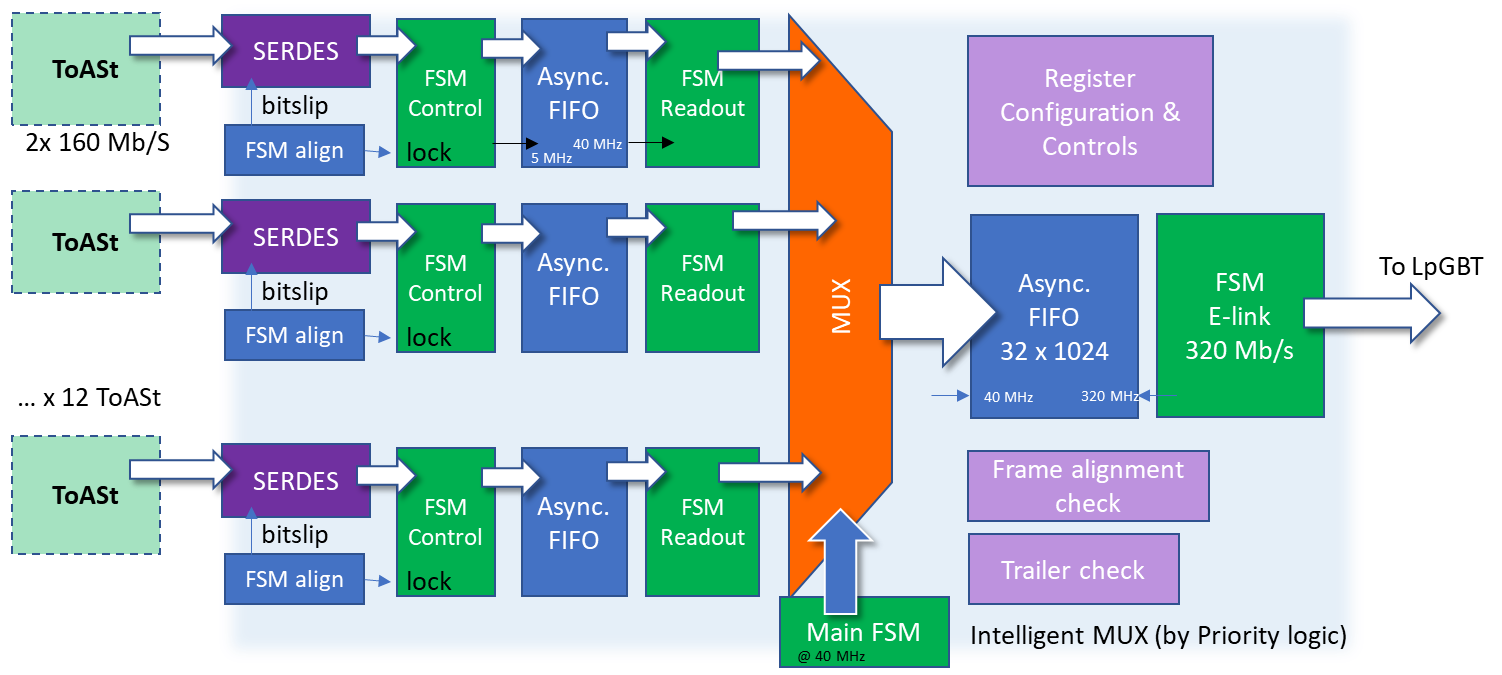 ToASt
2x 160 Mb/S
SERDES
bitslip
FSM align
FSM
Control
lock
Async.
FIFO
5 MHz
40 MHz
FSM
Readout
ToASt
SERDES
bitslip
FSM align
FSM
Control
lock
Async.
FIFO
FSM
Readout
... x 12 ToASt
ToASt
SERDES
bitslip
FSM align
FSM
Control
lock
Async.
FIFO
FSM
Readout
MUX
Main FSM
@ 40 MHz
Register
Configuration &
Controls
Async.
FIFO
32 x 1024
40 MHz
320 MHz
FSM
E-link
320 Mb/s
To LpGBT
Frame alignment
check
Trailer check
Intelligent MUX (by Priority logic)